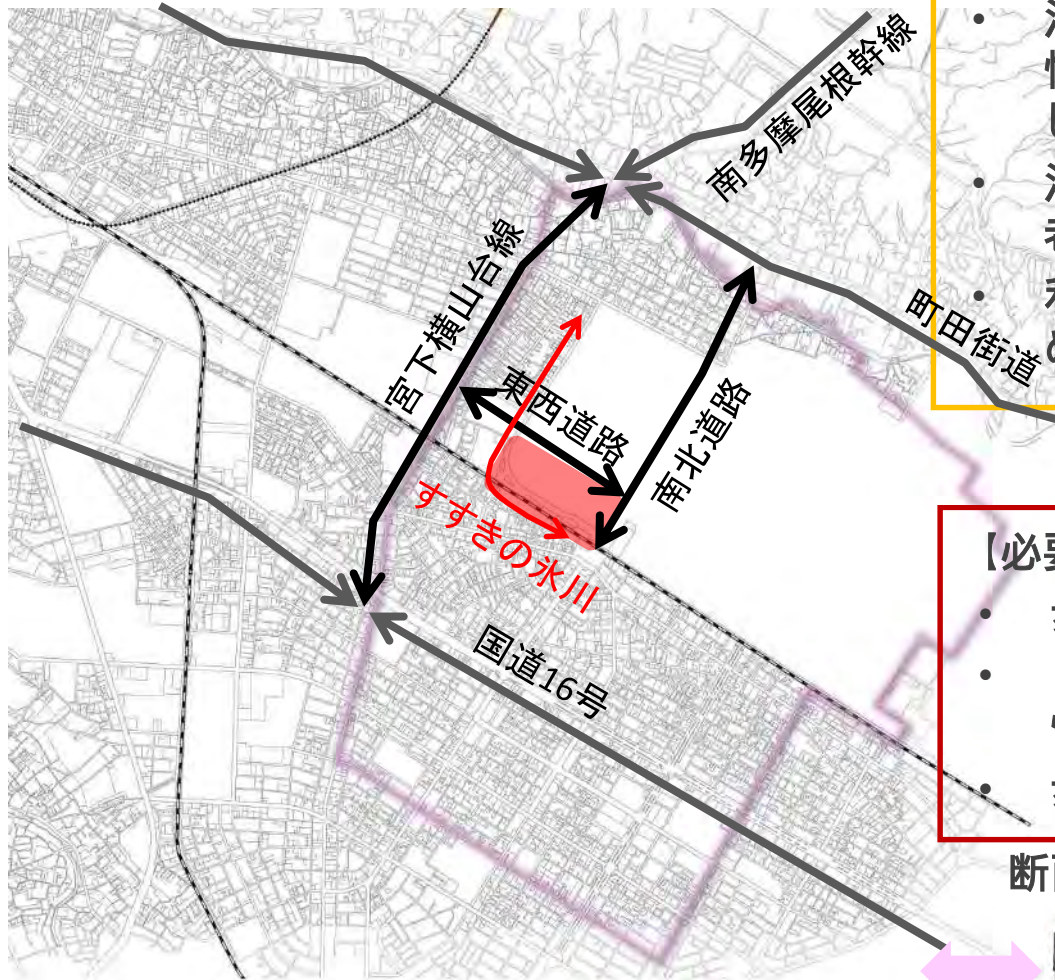 南多摩尾根幹線
宮下横山台線
町田街道
東西道路
南北道路
すすきの氷川
国道16号
【必要
断